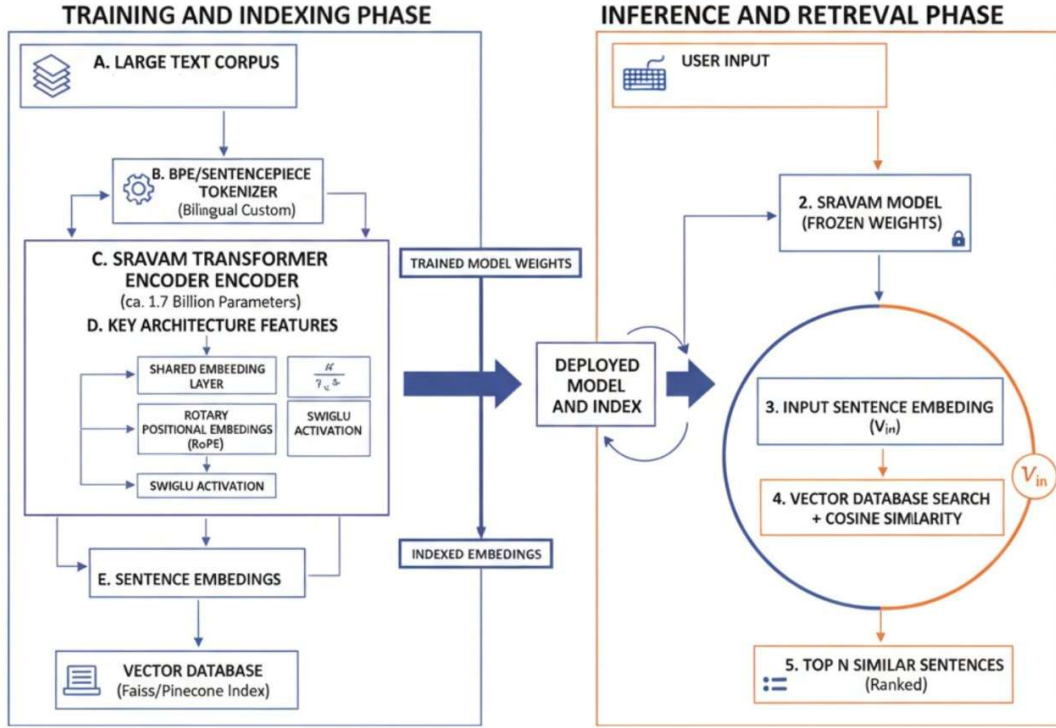 TRAINING AND INDEXING PHASE
A. LARGE TEXT CORPUS
B. BPE/SENTENCEPIECE
TOKENIZER
(Bilingual Custom)
C. SRAVAM TRANSFORMER
ENCODER ENCODER
(ca. 1.7 Billion Parameters)
D. KEY ARCHITECTURE FEATURES
SHARED EMBEEDING
LAYER
ROTARY
POSITIONAL EMBEDINGS
(RoPE)
SWIGLU
ACTIVATION
SWIGLU ACTIVATION
E. SENTENCE EMBEDINGS
VECTOR DATABASE
(Faiss/Pinecone Index)
TRAINED MODEL WEIGHTS
INDEXED EMBEDINGS
DEPLOYED
MODEL
AND INDEX
INFERENCE AND RETREVAL PHASE
USER INPUT
2. SRAVAM MODEL
(FROZEN WEIGHTS)
3. INPUT SENTENCE EMBEDING
(Vin)
Vin
4. VECTOR DATABASE SEARCH
+ COSINE SIMILARITY
5. TOP N SIMILAR SENTENCES
(Ranked)